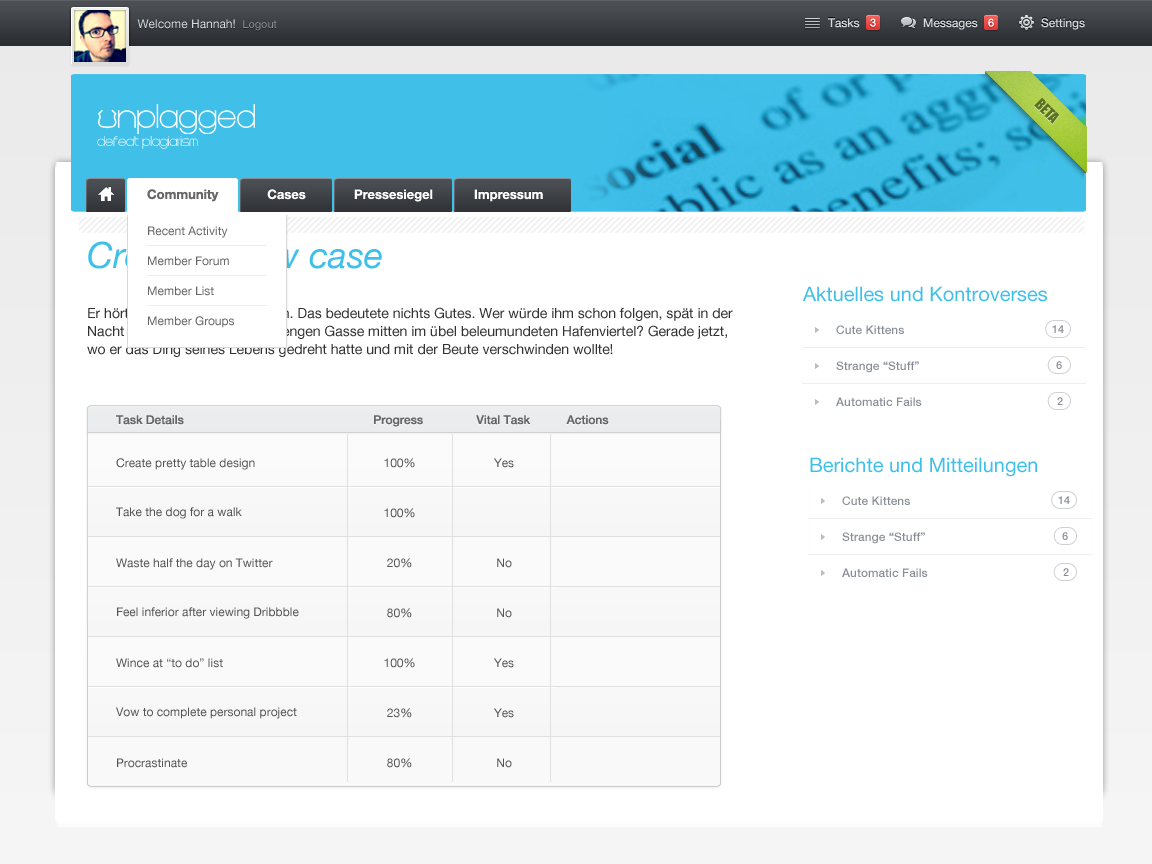 Welcome Hannah! Logout
Tasks 3 Messages 6 Settings
unplagged
defeat plagiarism
of or
social
as an aggre
public
benefits; so
BETA
Community Cases Pressesiegel Impressum
Recent Activity
Member Forum
Member List
Member Groups
case
Er hört . Das bedeutete nichts Gutes. Wer würde ihm schon folgen, spät in der
Nacht engen Gasse mitten im übel beleumundeten Hafenviertel? Gerade jetzt,
wo er das Ding seines Lebens gedreht hatte und mit der Beute verschwinden wollte!
Task Details Progress Vital Task Actions
Create pretty table design 100% Yes
Take the dog for a walk 100%
Waste half the day on Twitter 20% No
Feel inferior after viewing Dribbble 80% No
Wince at “to do” list 100% Yes
Vow to complete personal project 23% Yes
Procrastinate 80% No
Aktuelles und Kontroverses
Cute Kittens 14
Strange “Stuff” 6
Automatic Fails 2
Berichte und Mitteilungen
Cute Kittens 14
Strange “Stuff” 6
Automatic Fails 2